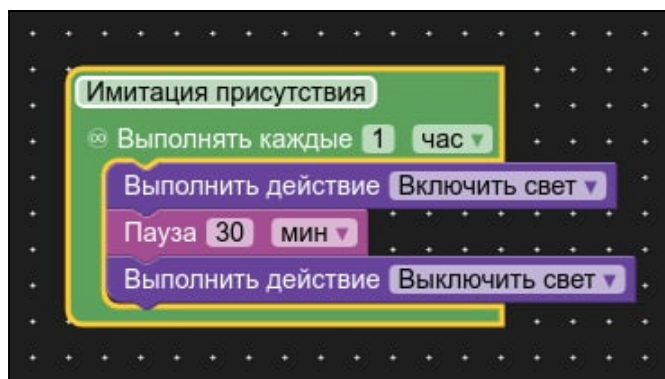 Имитация присутствия
♾ Выполнять каждые 1 час ▾
Выполнить действие Включить свет ▾
Пауза 30 мин ▾
Выполнить действие Выключить свет ▾